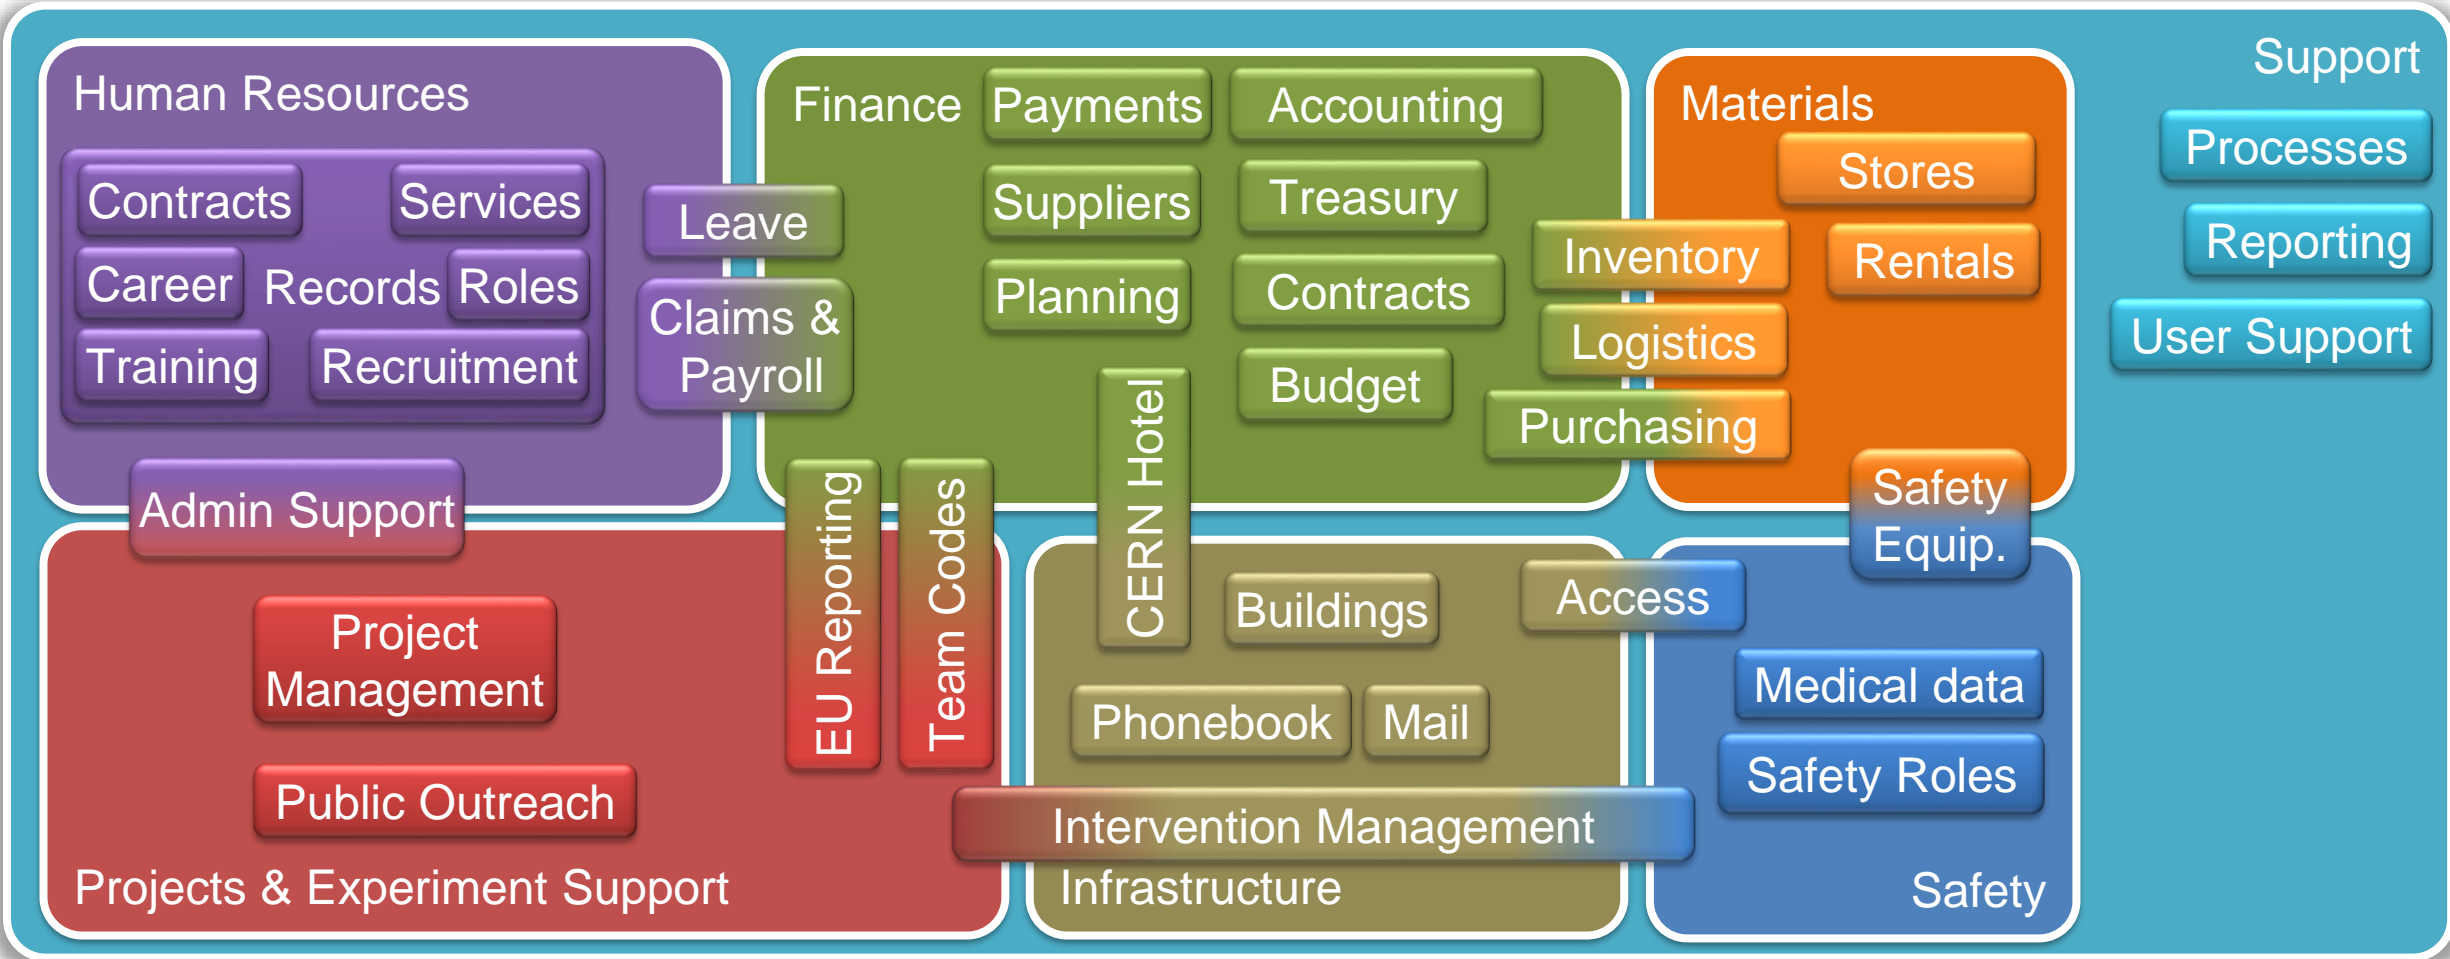 Human Resources
Contracts
Services
Career
Records
Roles
Training
Recruitment
Leave
Claims &
Payroll
Admin Support
Finance
Payments
Accounting
Suppliers
Treasury
Planning
Contracts
Budget
CERN Hotel
EU Reporting
Team Codes
Materials
Stores
Inventory
Rentals
Logistics
Purchasing
Safety
Equip.
Support
Processes
Reporting
User Support
Project
Management
Public Outreach
Projects & Experiment Support
Buildings
Access
Phonebook
Mail
Intervention Management
Infrastructure
Medical data
Safety Roles
Safety